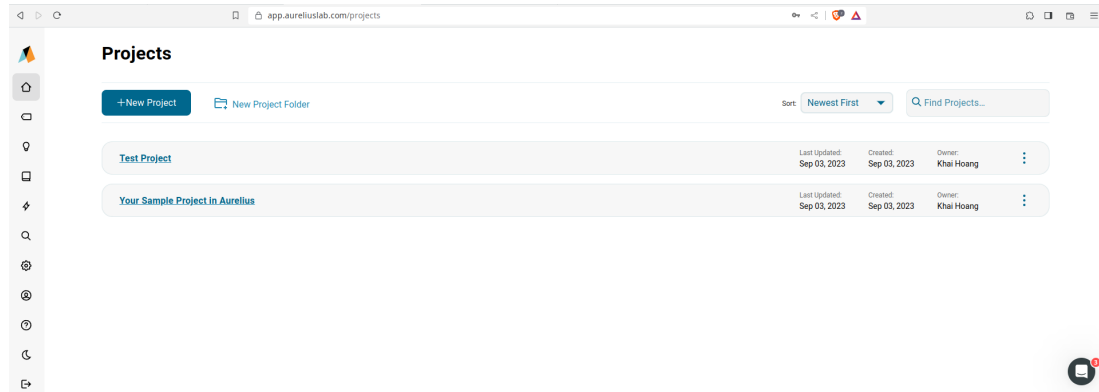 app.aureliuslab.com/projects
Projects
+New Project
New Project Folder
Sort: Newest First
Find Projects...
Test Project
Last Updated: Created: Owner:
Sep 03, 2023 Sep 03, 2023 Khai Hoang
Your Sample Project in Aurelius
Last Updated: Created: Owner:
Sep 03, 2023 Sep 03, 2023 Khai Hoang
3